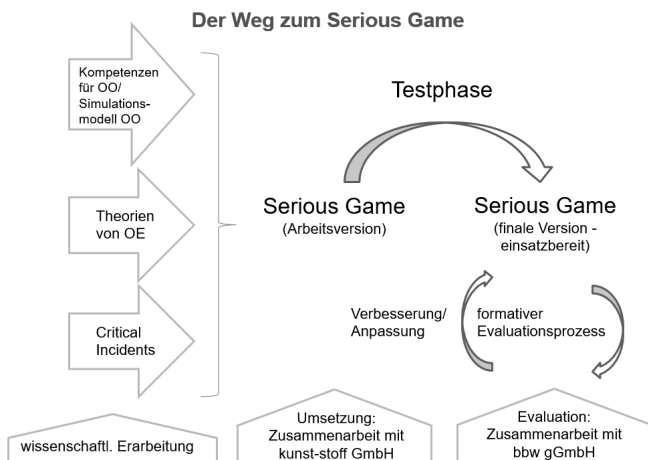 Der Weg zum Serious Game
Kompetenzen
für OO/
Simulations-
modell OO
Theorien
von OE
Critical
Incidents
Testphase
Serious Game
(Arbeitsversion)
Serious Game
(finale Version -
einsatzbereit)
Verbesserung/
Anpassung
formativer
Evaluationsprozess
wissenschaftl. Erarbeitung
Umsetzung:
Zusammenarbeit mit
kunst-stoff GmbH
Evaluation:
Zusammenarbeit mit
bbw gGmbH